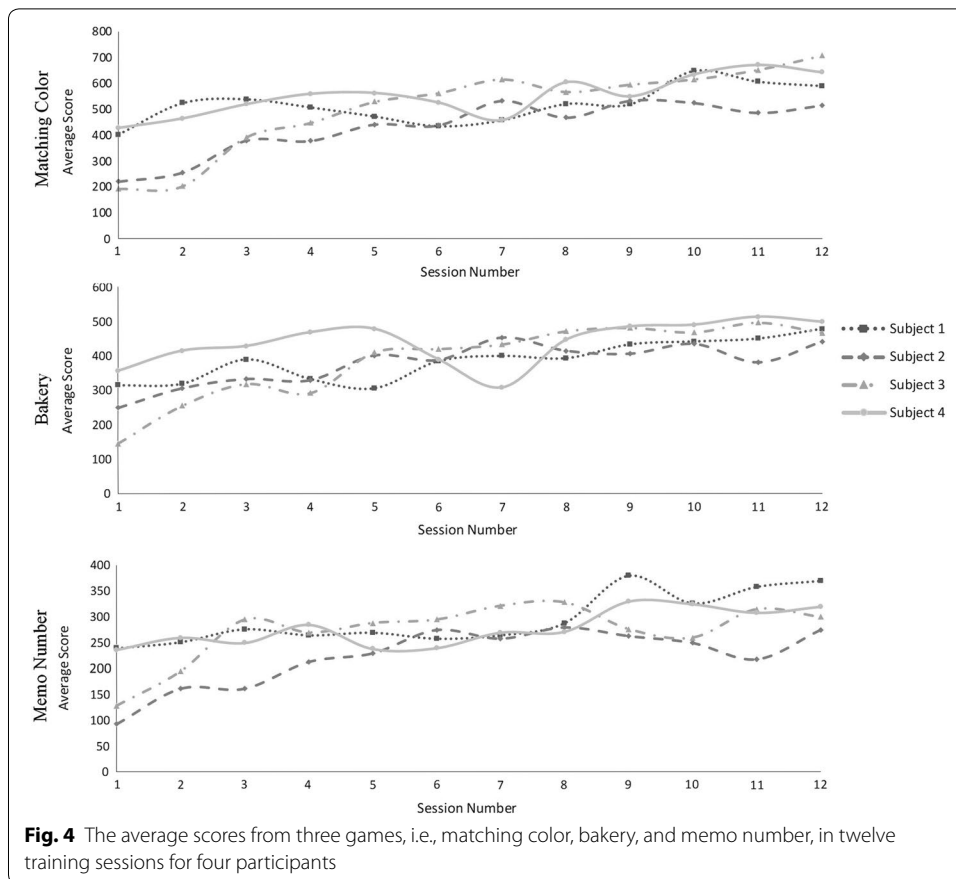 Matching Color
Average Score
800
700
600
500
400
300
200
100
0
1 2 3 4 5 6 7 8 9 10 11 12
Session Number
Bakery
Average Score
600
500
400
300
200
100
0
1 2 3 4 5 6 7 8 9 10 11 12
Session Number
Subject 1
Subject 2
Subject 3
Subject 4
Memo Number
Average Score
400
350
300
250
200
150
100
50
0
1 2 3 4 5 6 7 8 9 10 11 12
Session Number
Fig. 4 The average scores from three games, i.e., matching color, bakery, and memo number, in twelve
training sessions for four participants